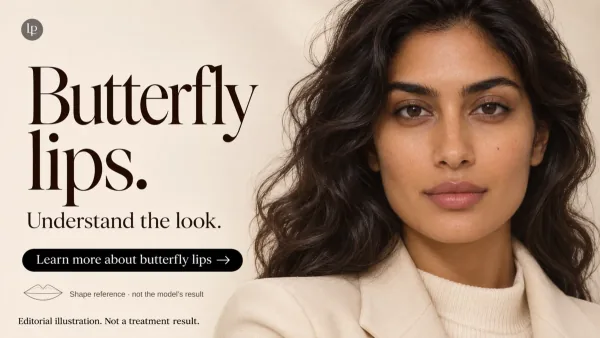 lp
Butterfly
lips.
Understand the look.
Learn more about butterfly lips →
Shape reference - not the model's result
Editorial illustration. Not a treatment result.